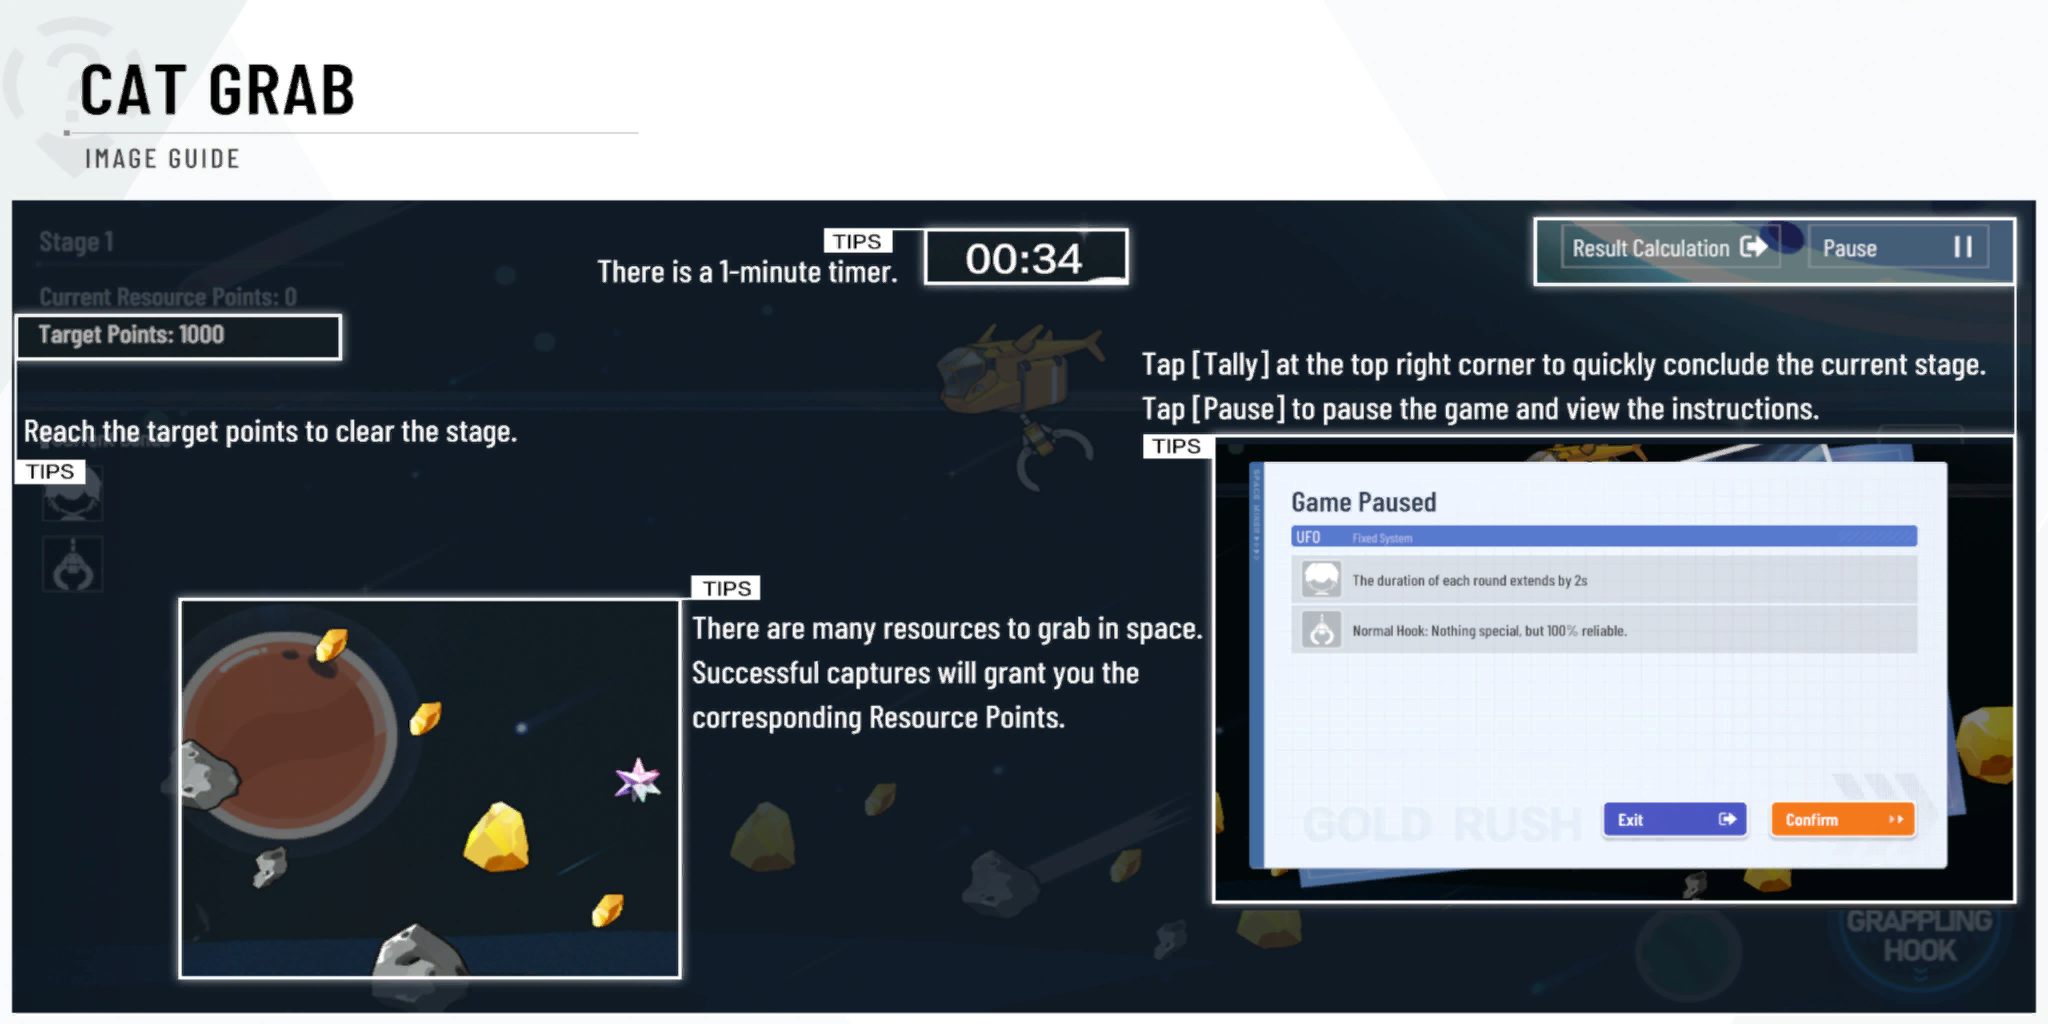 CAT GRAB
IMAGE GUIDE
Stage 1
Current Resource Points: 0
Target Points: 1000
Reach the target points to clear the stage.
TIPS
TIPS
There is a 1-minute timer.
00:34
Result Calculation
Pause
Tap [Tally] at the top right corner to quickly conclude the current stage.
Tap [Pause] to pause the game and view the instructions.
TIPS
Game Paused
UFO Fixed System
The duration of each round extends by 2s
Normal Hook: Nothing special, but 100% reliable.
GOLD RUSH
Exit
Confirm
TIPS
There are many resources to grab in space.
Successful captures will grant you the
corresponding Resource Points.
GRAPPLING
HOOK